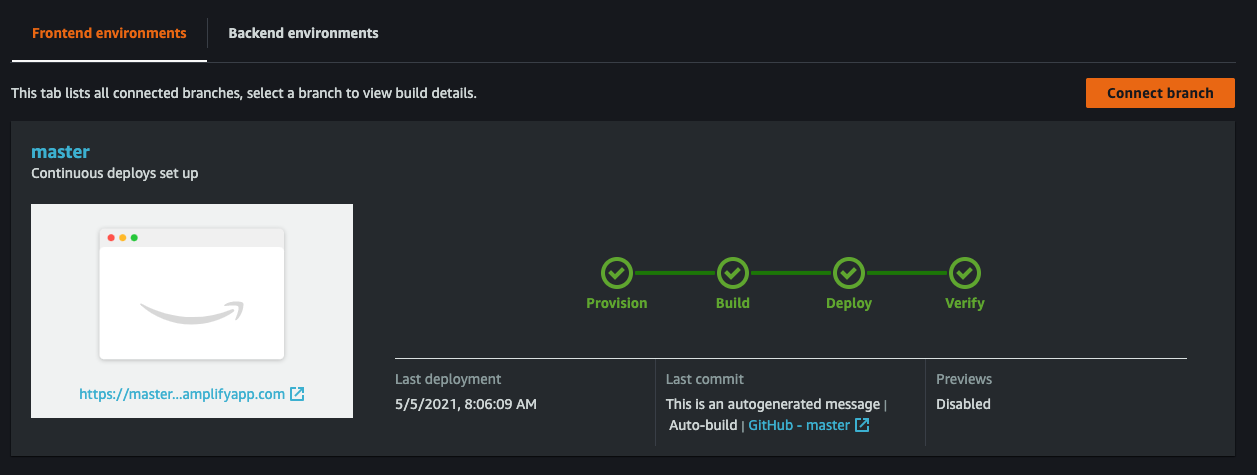 Frontend environments
Backend environments
This tab lists all connected branches, select a branch to view build details.
Connect branch
master
Continuous deploys set up
https://master...amplifyapp.com
Provision
Build
Deploy
Verify
Last deployment
5/5/2021, 8:06:09 AM
Last commit
This is an autogenerated message |
Auto-build | GitHub - master
Previews
Disabled